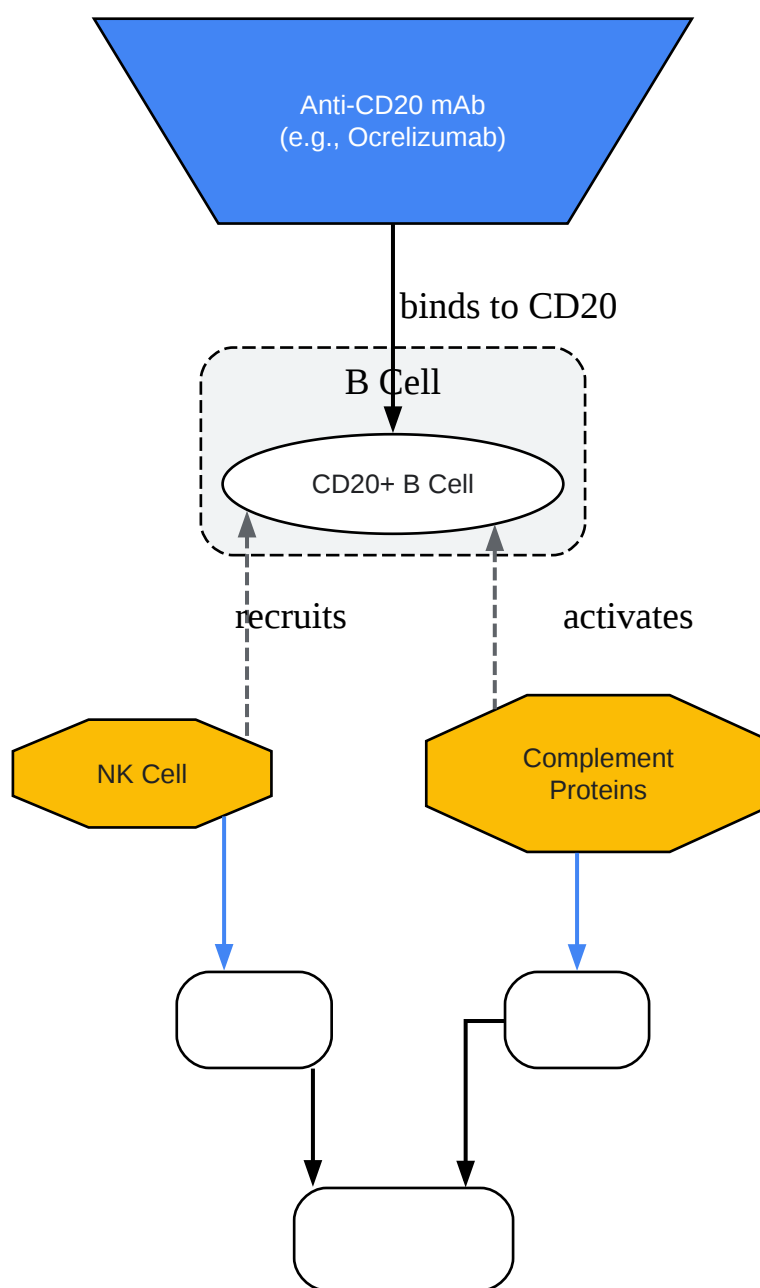 Anti-CD20 mAb
(e.g., Ocrelizumab)
binds to CD20
B Cell
CD20+ B Cell
recruits
activates
NK Cell
Complement
Proteins